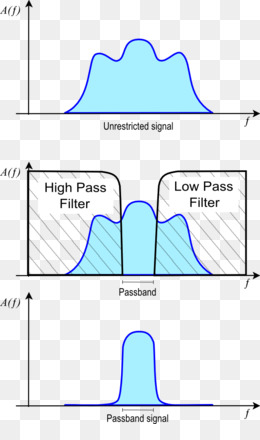 A(f)
f
Unrestricted signal
A(f)
High Pass
Filter
Low Pass
Filter
f
Passband
A(f)
f
Passband signal